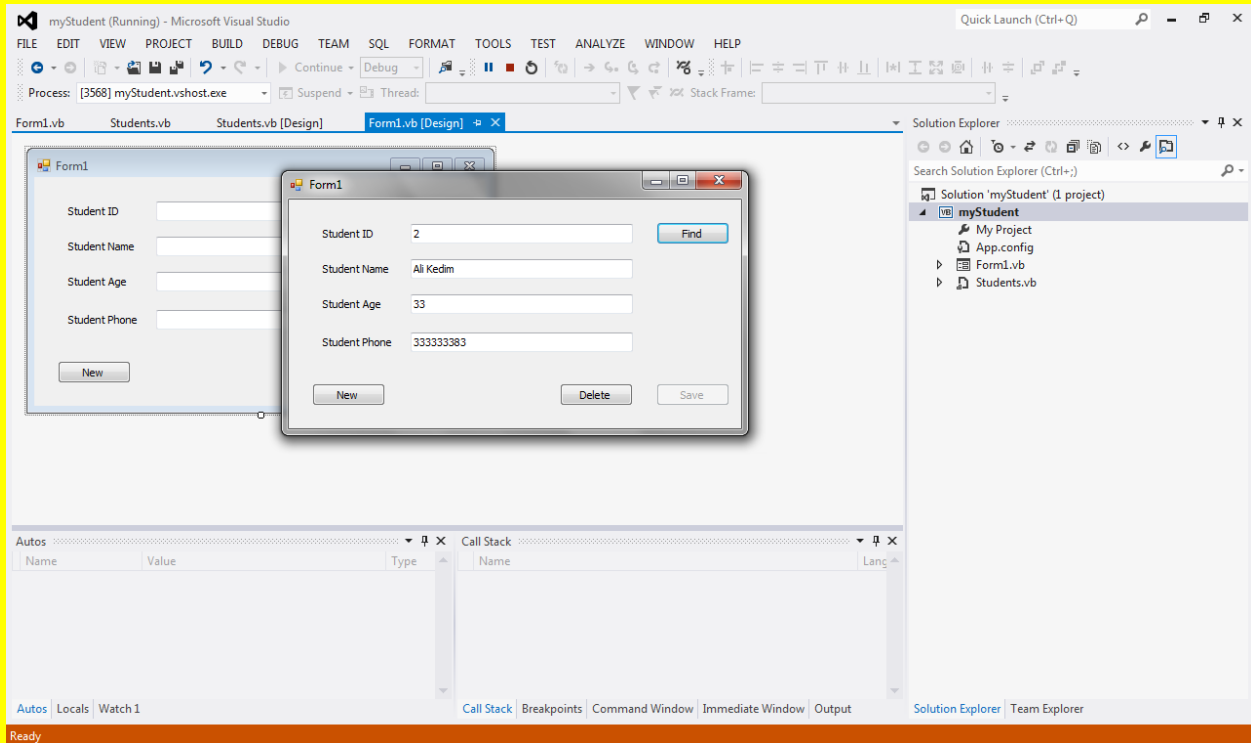 myStudent (Running) - Microsoft Visual Studio
Quick Launch (Ctrl+Q)
FILE EDIT VIEW PROJECT BUILD DEBUG TEAM SQL FORMAT TOOLS TEST ANALYZE WINDOW HELP
Continue Debug
Process: [3568] myStudent.vshost.exe Suspend Thread: Stack Frame:
Form1.vb Students.vb Students.vb [Design] Form1.vb [Design]
Form1
Student ID
Student Name
Student Age
Student Phone
New
Form1
Student ID 2 Find
Student Name Ali Kedim
Student Age 33
Student Phone 333333383
New Delete Save
Solution Explorer
Search Solution Explorer (Ctrl+;)
Solution 'myStudent' (1 project)
VB myStudent
My Project
App.config
Form1.vb
Students.vb
Autos
Name Value Type
Autos Locals Watch 1
Call Stack
Name Lang
Call Stack Breakpoints Command Window Immediate Window Output
Solution Explorer Team Explorer
Ready